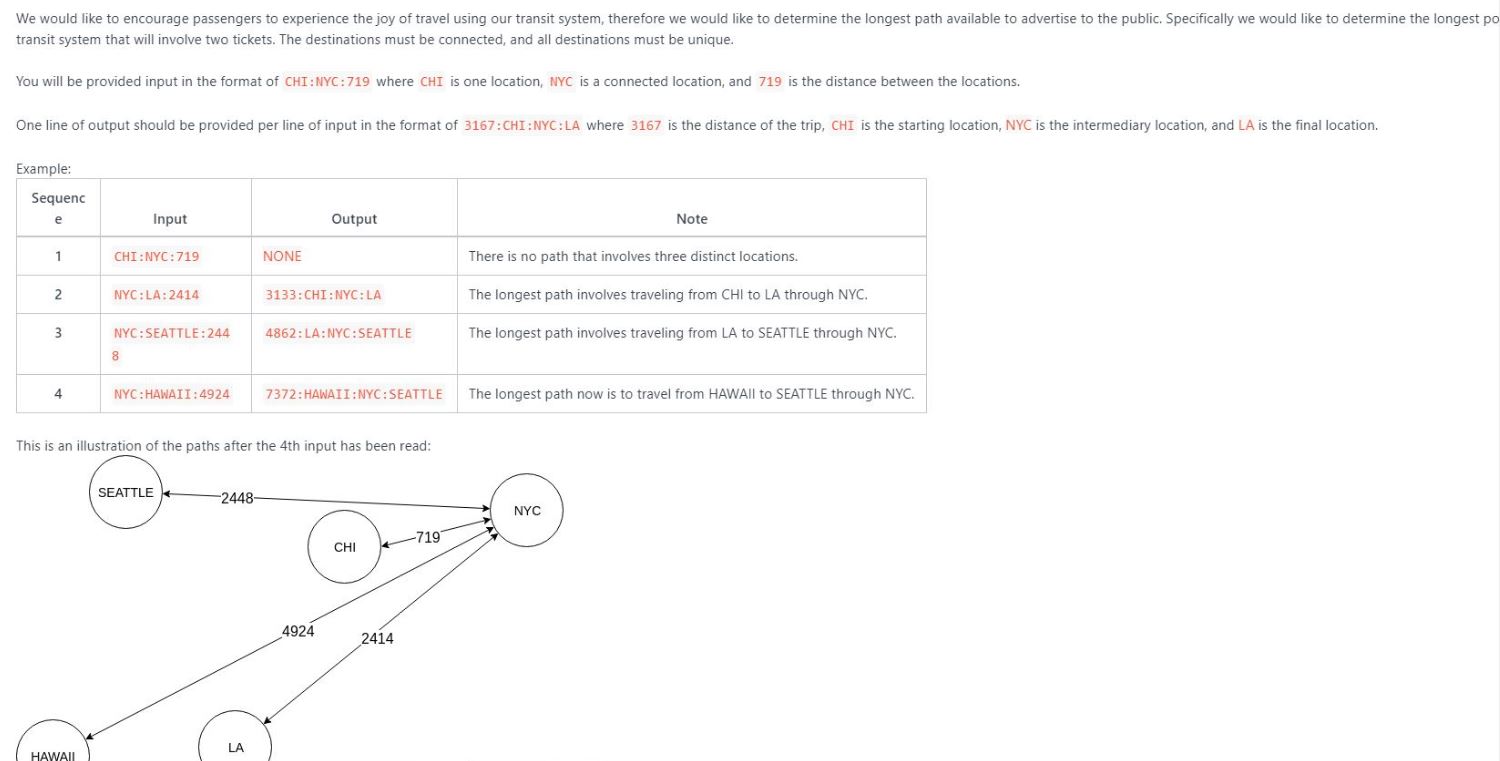 We would like to encourage passengers to experience the joy of travel using our transit system, therefore we would like to determine the longest path available to advertise to the public. Specifically we would like to determine the longest
transit system that will involve two tickets. The destinations must be connected, and all destinations must be unique.
You will be provided input in the format of CHI:NYC:719 where CHI is one location, NYC is a connected location, and 719 is the distance between the locations.
One line of output should be provided per line of input in the format of 3167:CHI:NYC:LA where 3167 is the distance of the trip, CHI is the starting location, NYC is the intermediary location, and LA is the final location.
Example:
Sequenc
e Input Output Note
1 CHI:NYC:719 NONE There is no path that involves three distinct locations.
2 NYC:LA:2414 3133:CHI:NYC:LA The longest path involves traveling from CHI to LA through NYC.
3 NYC:SEATTLE:244 4862:LA:NYC:SEATTLE The longest path involves traveling from LA to SEATTLE through NYC.
8
4 NYC:HAWAII:4924 7372:HAWAII:NYC:SEATTLE The longest path now is to travel from HAWAII to SEATTLE through NYC.
This is an illustration of the paths after the 4th input has been read:
SEATTLE
2448
NYC
CHI
719
4924
2414
HAWAII
LA